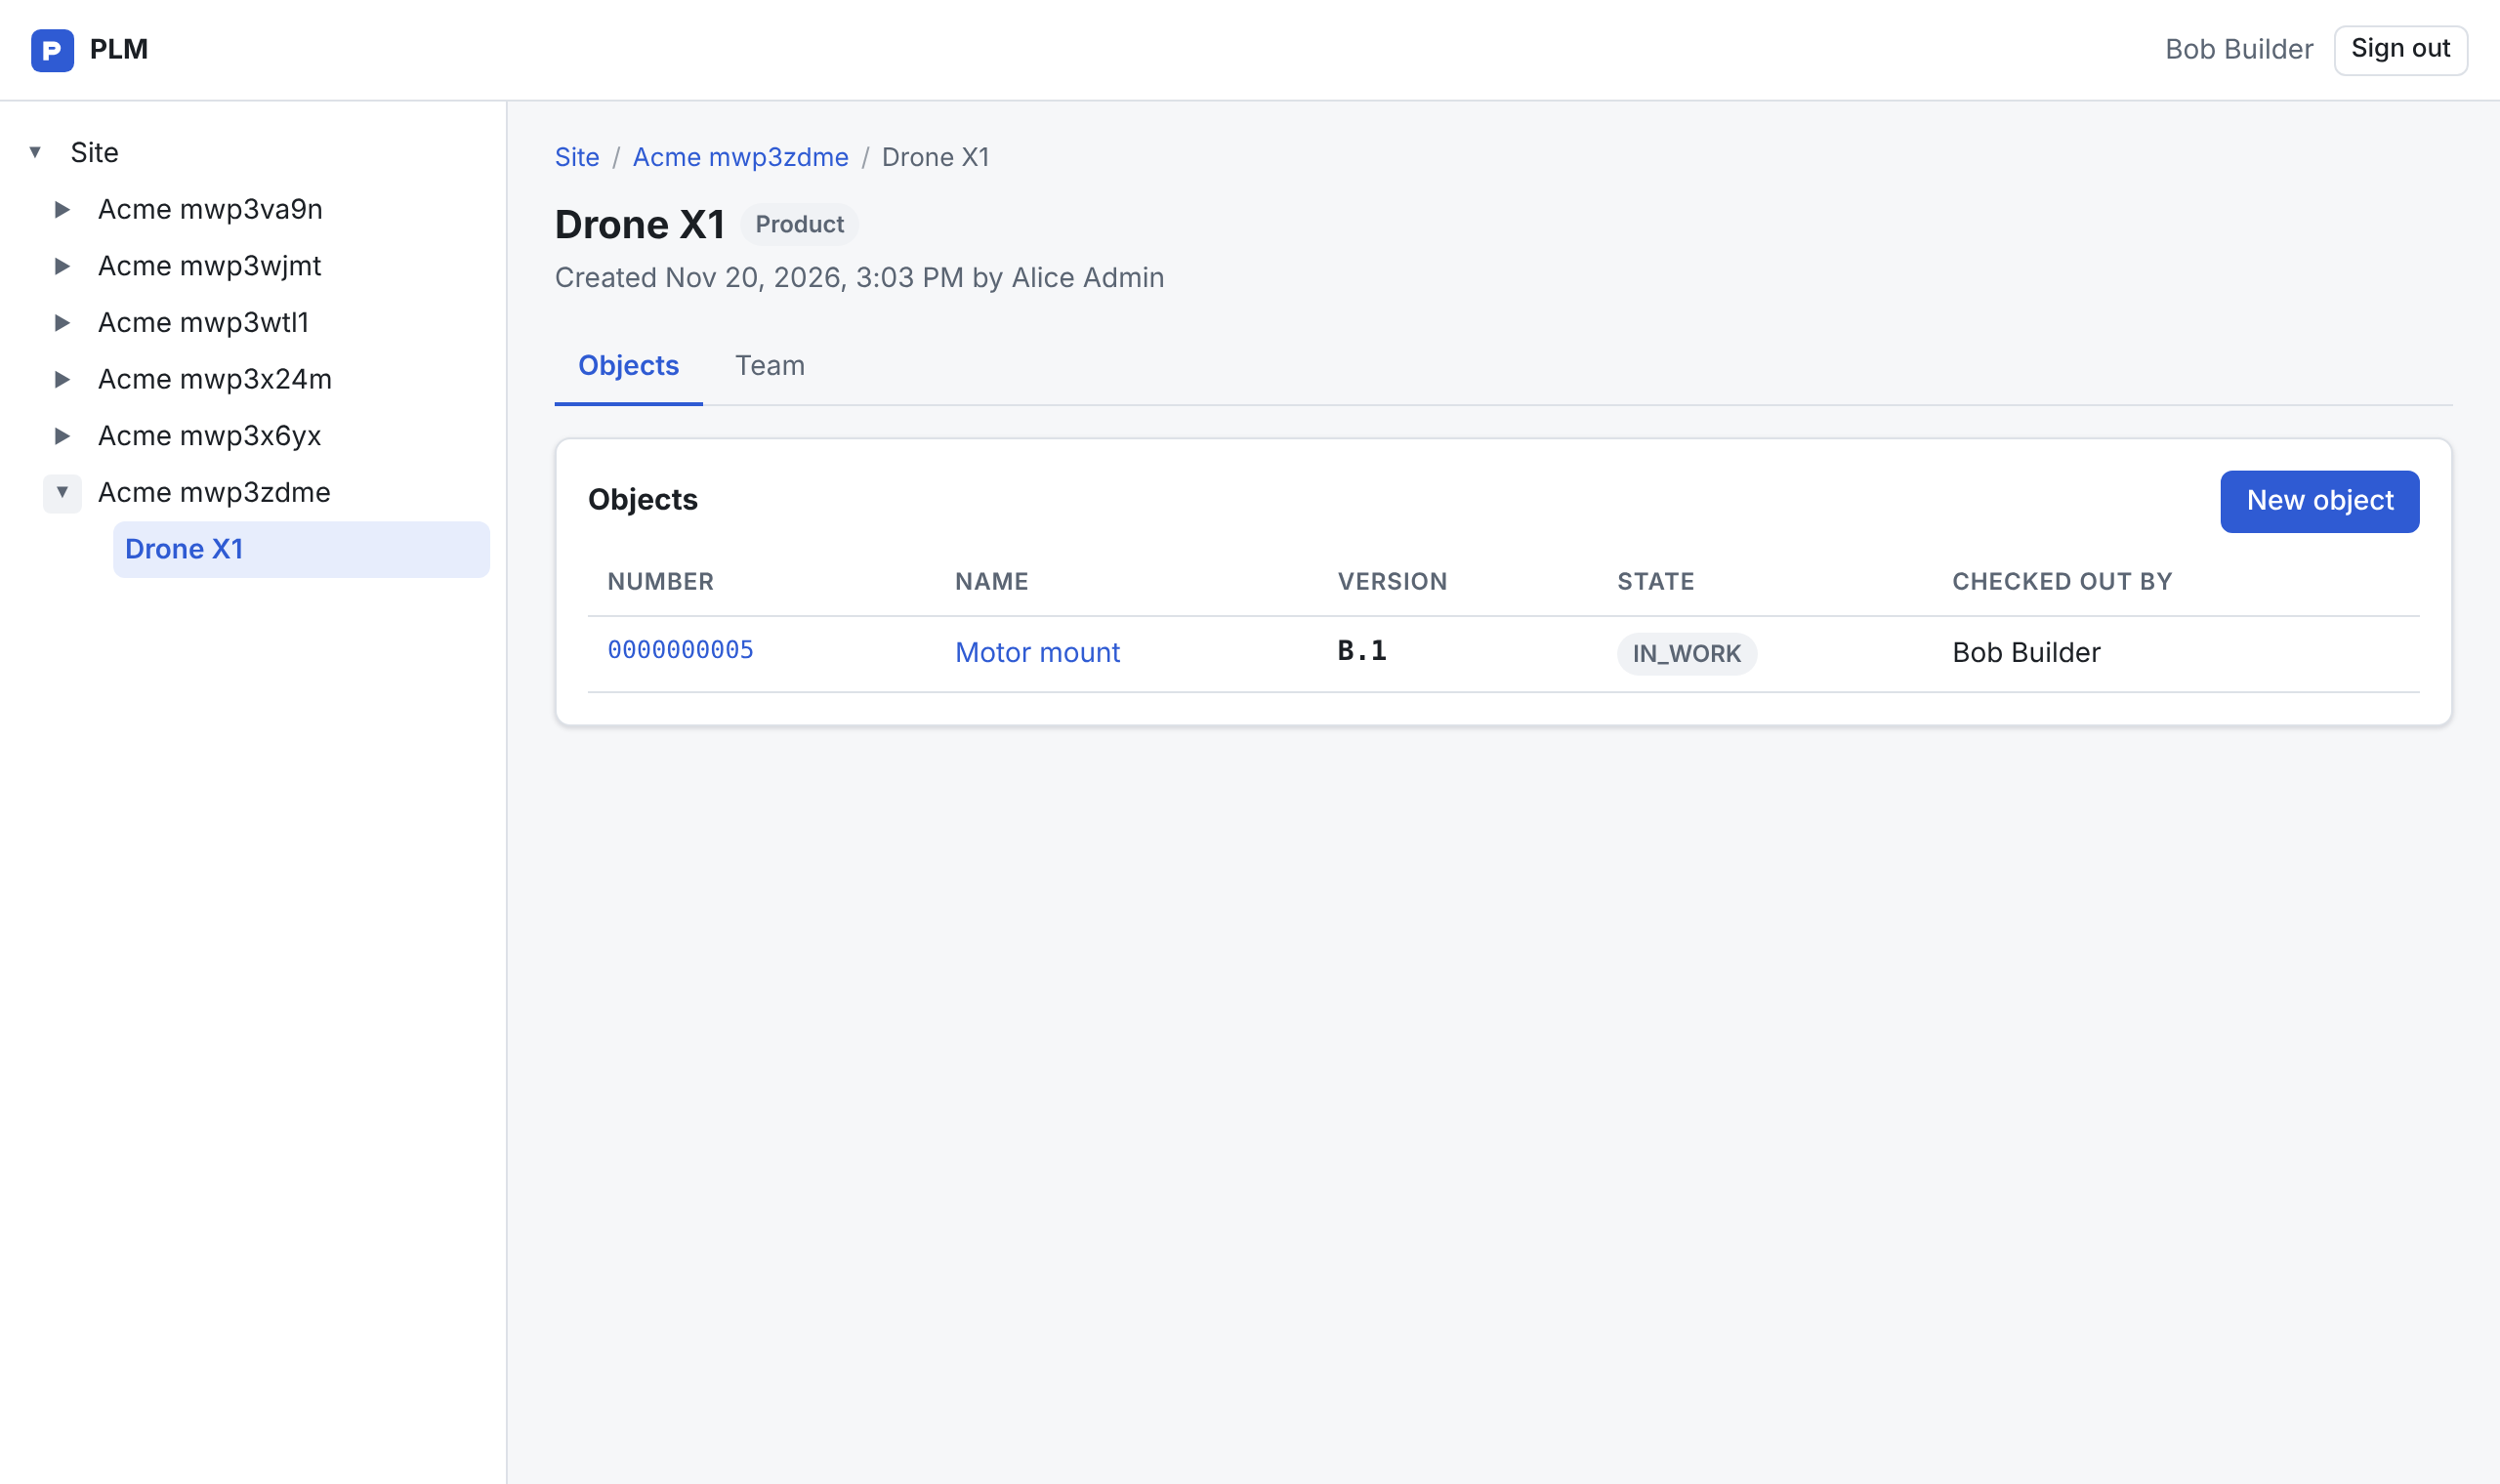 P PLM
Bob Builder
Sign out
Site
Acme mwp3va9n
Acme mwp3wjmt
Acme mwp3wtl1
Acme mwp3x24m
Acme mwp3x6yx
Acme mwp3zdme
Drone X1
Site / Acme mwp3zdme / Drone X1
Drone X1 Product
Created Nov 20, 2026, 3:03 PM by Alice Admin
Objects Team
Objects
New object
NUMBER NAME VERSION STATE CHECKED OUT BY
0000000005 Motor mount B.1 IN_WORK Bob Builder